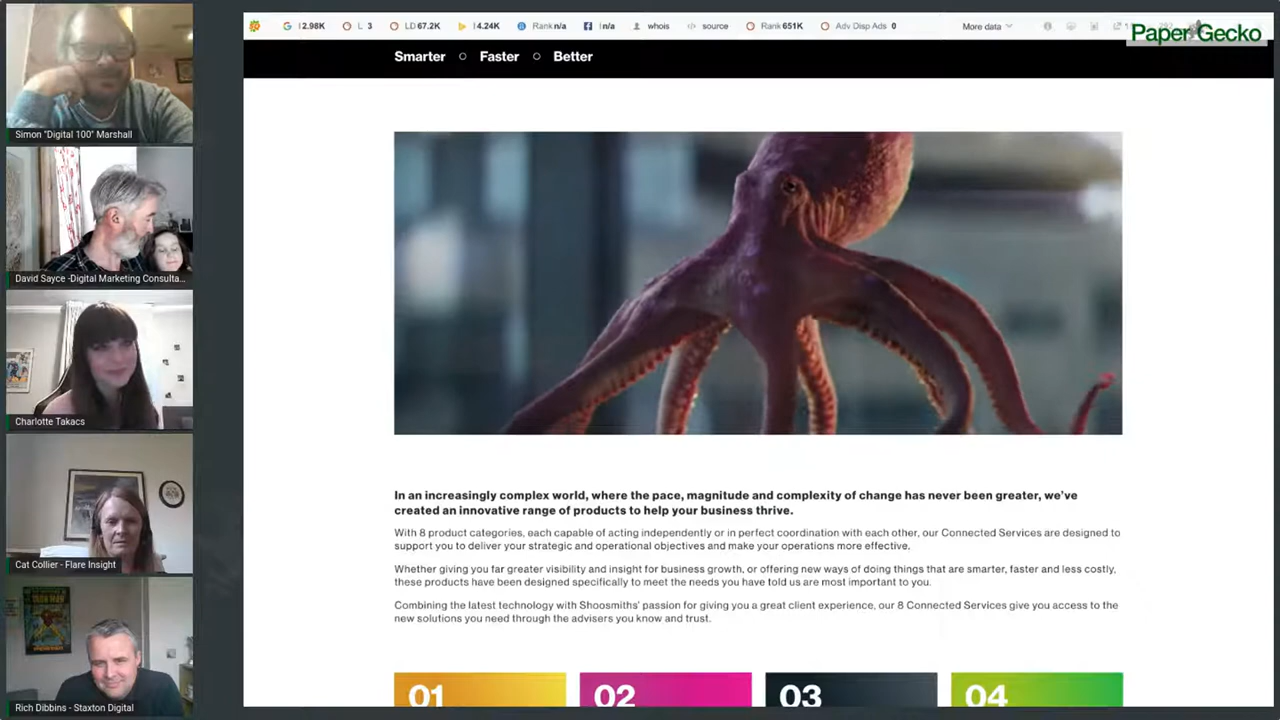 2.98K
L 3
LD 67.2K
I 4.24K
Rank n/a
I n/a
whois
source
Rank 651K
Adv Disp Ads 0
More data
Paper Gecko
Smarter
Faster
Better
Simon "Digital 100" Marshall
David Sayce -Digital Marketing Consulta...
Charlotte Takacs
Cat Collier - Flare Insight
Rich Dibbins - Staxton Digital
In an increasingly complex world, where the pace, magnitude and complexity of change has never been greater, we've
created an innovative range of products to help your business thrive.
With 8 product categories, each capable of acting independently or in perfect coordination with each other, our Connected Services are designed to
support you to deliver your strategic and operational objectives and make your operations more effective.
Whether giving you far greater visibility and insight for business growth, or offering new ways of doing things that are smarter, faster and less costly,
these products have been designed specifically to meet the needs you have told us are most important to you.
Combining the latest technology with Shoosmiths' passion for giving you a great client experience, our 8 Connected Services give you access to the
new solutions you need through the advisers you know and trust.
01
02
03
04